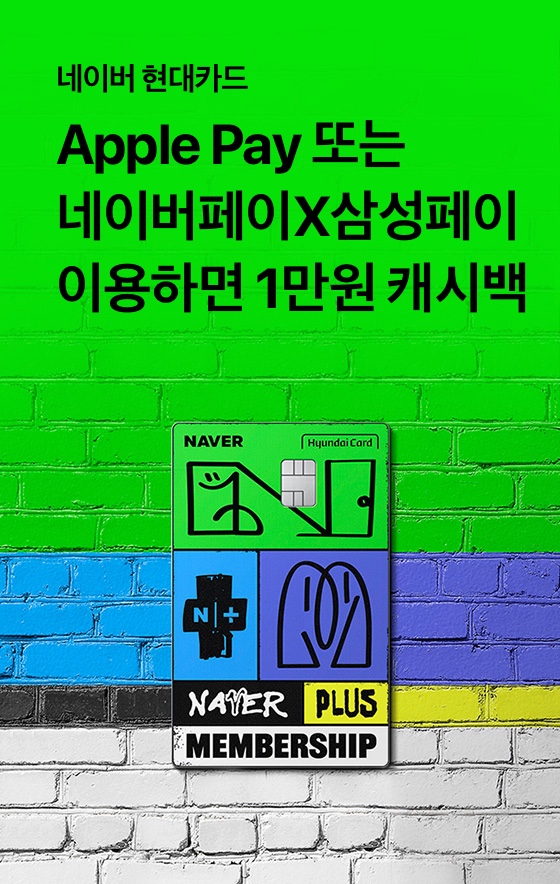 네이버 현대카드
Apple Pay 또는
네이버페이X삼성페이
이용하면 1만원 캐시백
NAVER
Hyundai Card
N|+
NAVER PLUS
MEMBERSHIP